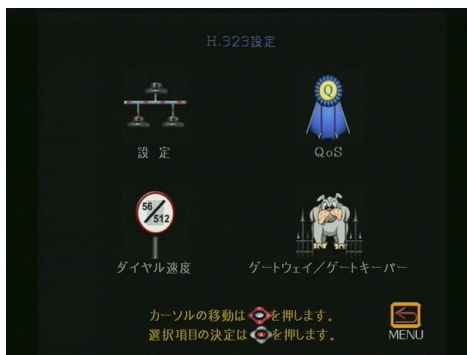 H.323設定
Q
設 定
QoS
56
512
ダイヤル速度
ゲートウェイ／ゲートキーパー
カーソルの移動はを押します。
選択項目の決定はを押します。
MENU